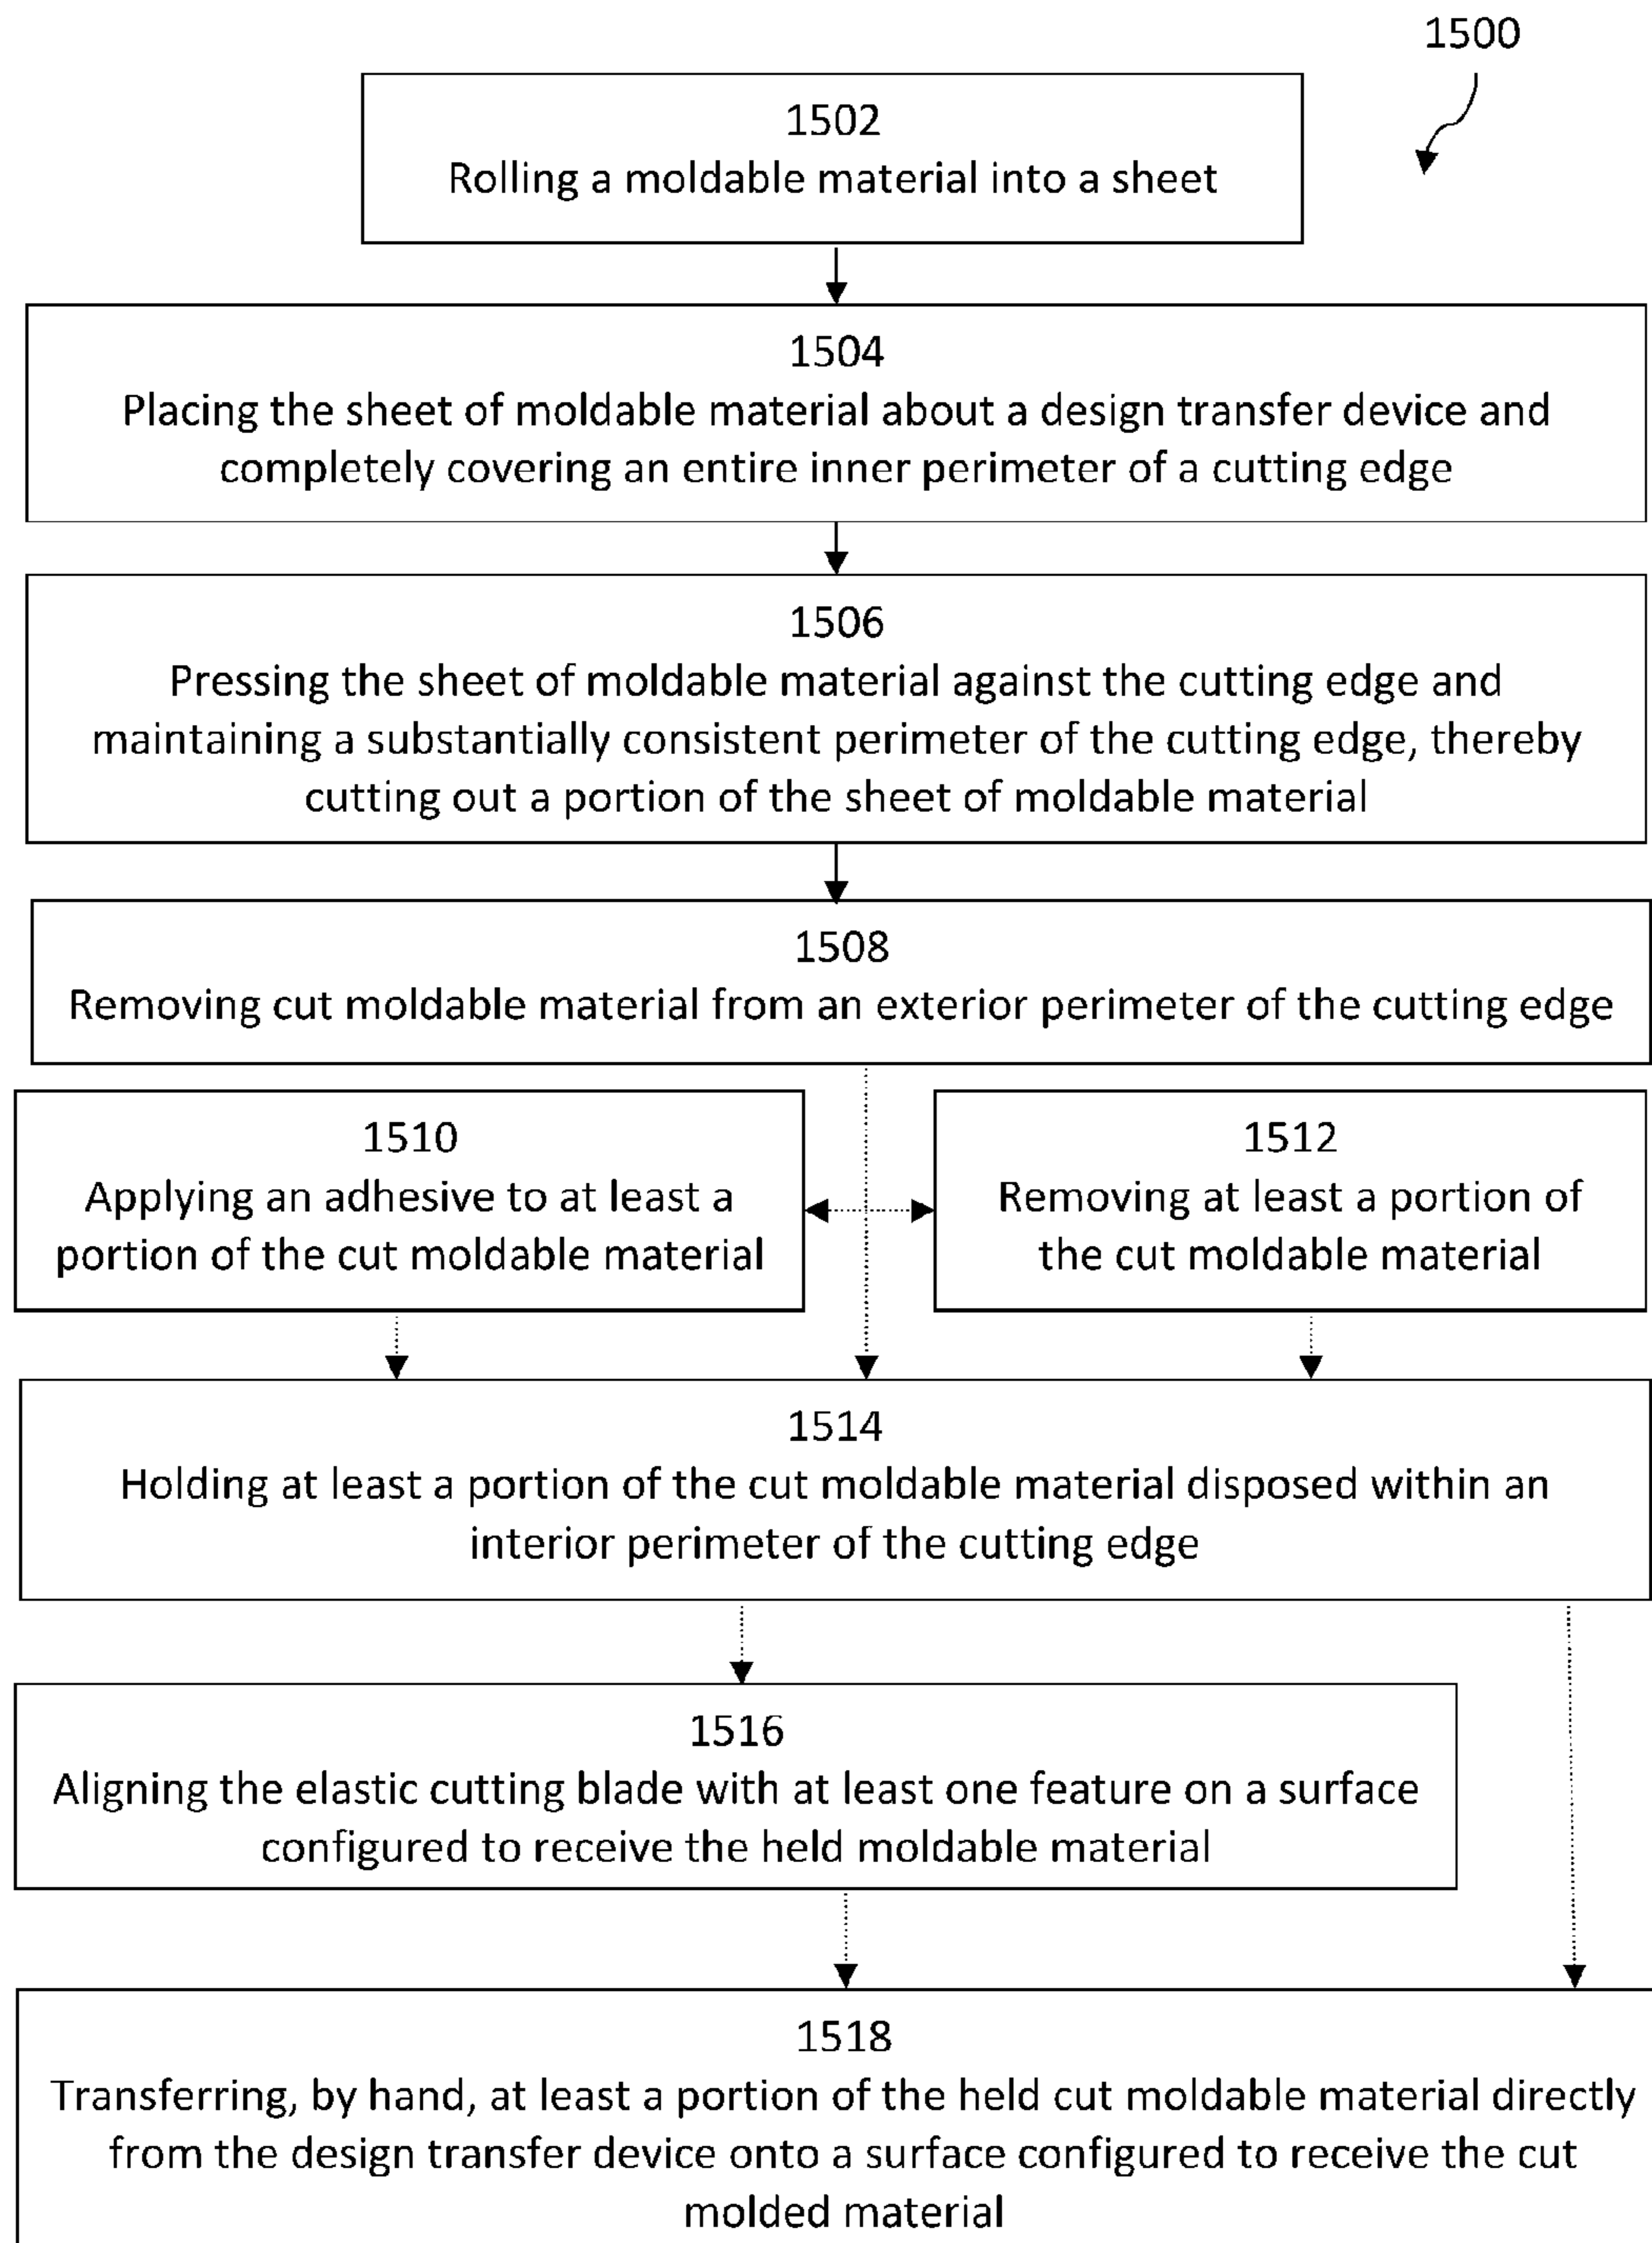 1500
1502
Rolling a moldable material into a sheet
1504
Placing the sheet of moldable material about a design transfer device and
completely covering an entire inner perimeter of a cutting edge
1506
Pressing the sheet of moldable material against the cutting edge and
maintaining a substantially consistent perimeter of the cutting edge, thereby
cutting out a portion of the sheet of moldable material
1508
Removing cut moldable material from an exterior perimeter of the cutting edge
1510
Applying an adhesive to at least a
portion of the cut moldable material
1512
Removing at least a portion of
the cut moldable material
1514
Holding at least a portion of the cut moldable material disposed within an
interior perimeter of the cutting edge
1516
Aligning the elastic cutting blade with at least one feature on a surface
configured to receive the held moldable material
1518
Transferring, by hand, at least a portion of the held cut moldable material directly
from the design transfer device onto a surface configured to receive the cut
molded material